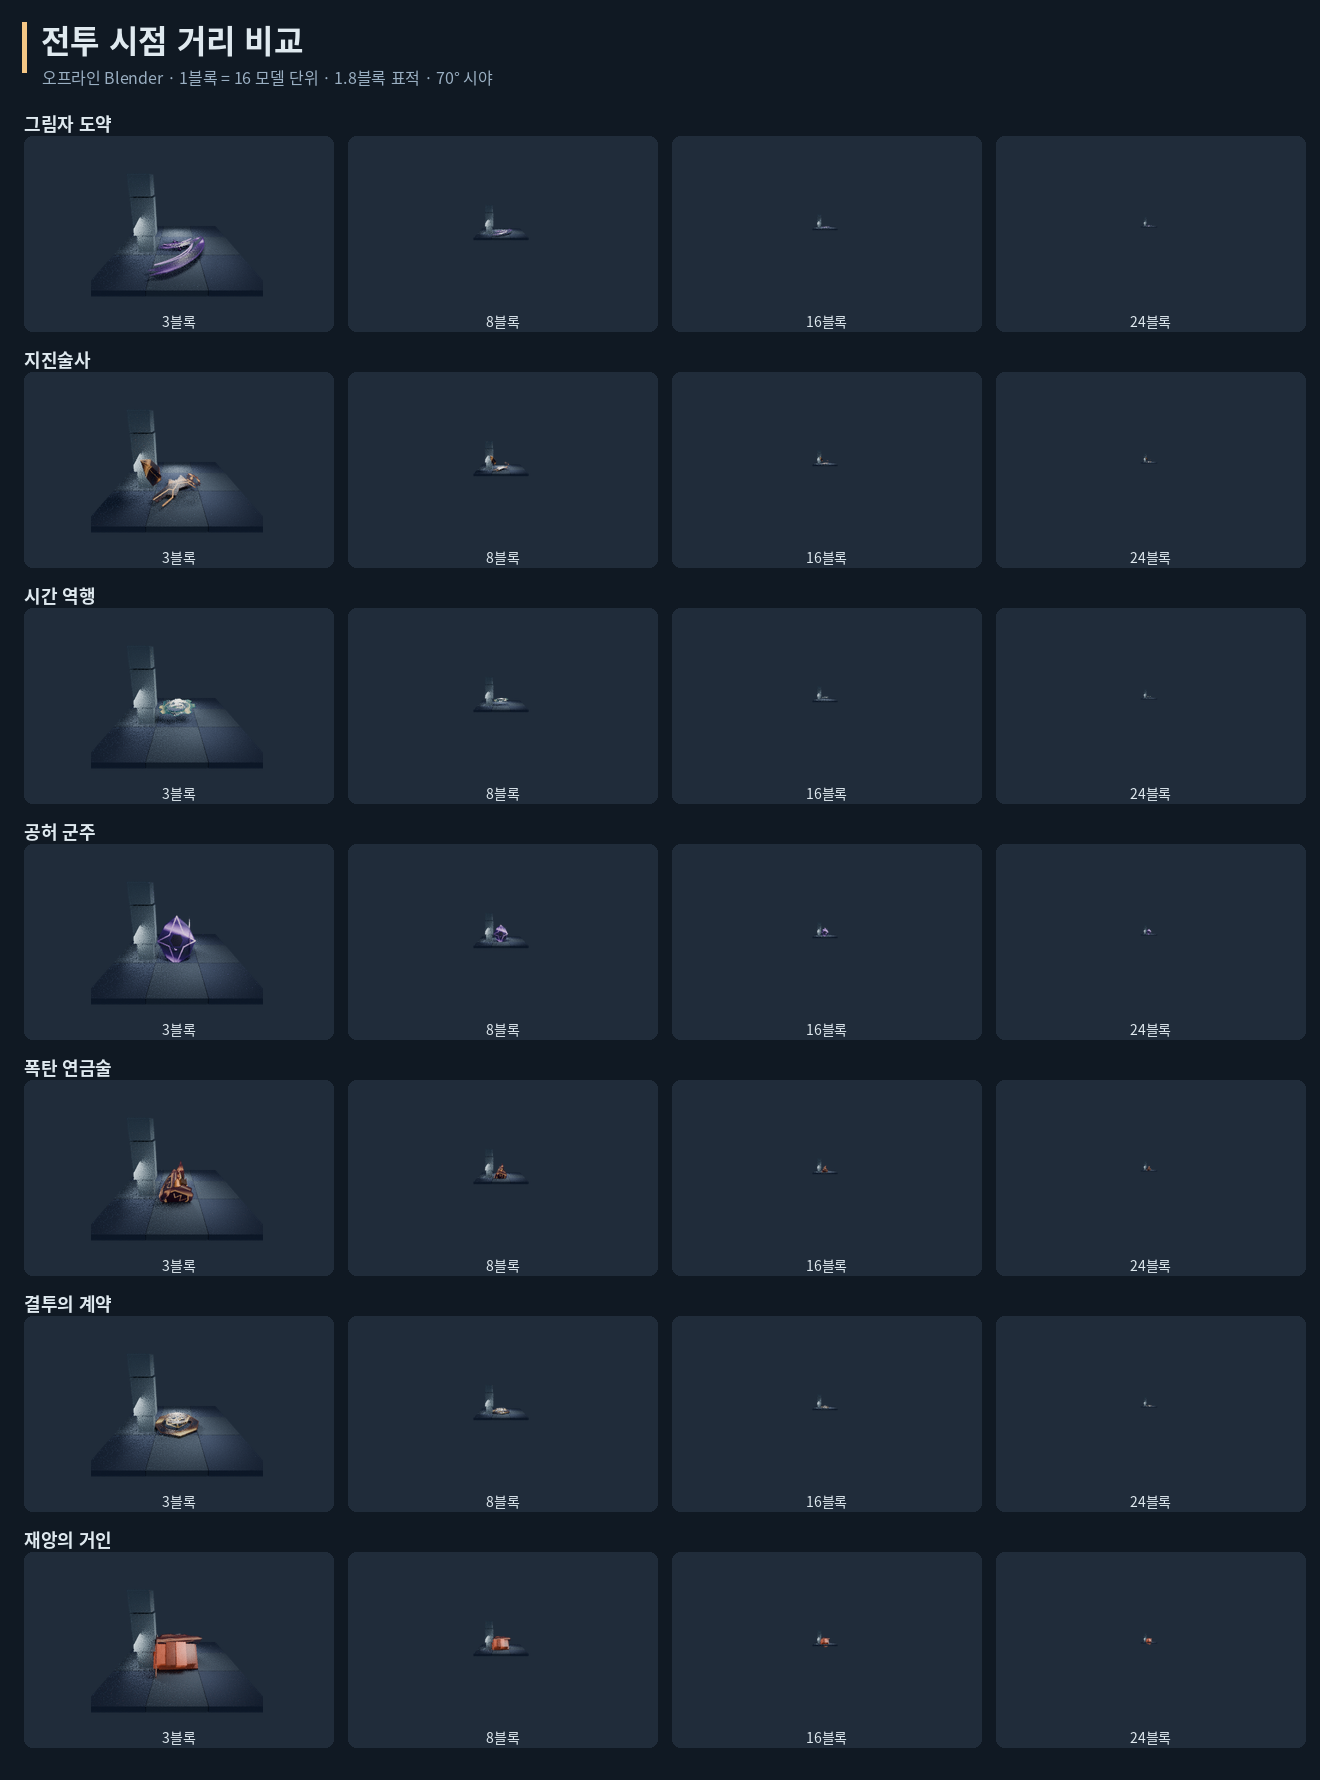 전투 시점 거리 비교
오프라인 Blender · 1블록 = 16 모델 단위 · 1.8블록 표적 · 70° 시야
그림자 도약
3블록 8블록 16블록 24블록
지진술사
3블록 8블록 16블록 24블록
시간 역행
3블록 8블록 16블록 24블록
공허 군주
3블록 8블록 16블록 24블록
폭탄 연금술
3블록 8블록 16블록 24블록
결투의 계약
3블록 8블록 16블록 24블록
재앙의 거인
3블록 8블록 16블록 24블록